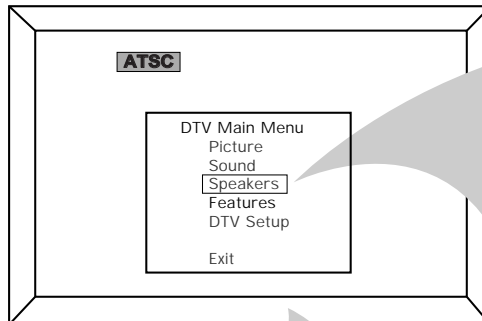 ATSC
DTV Main Menu
Picture
Sound
Speakers
Features
DTV Setup
Exit